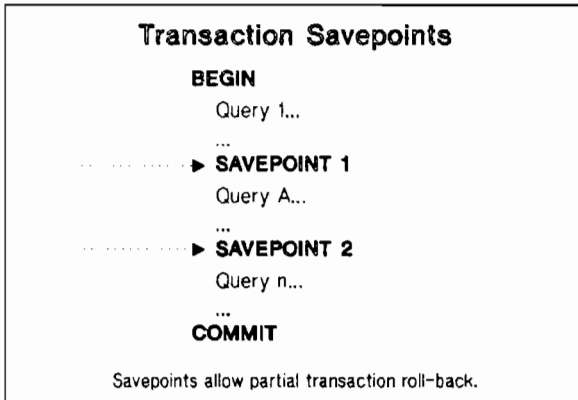 Transaction Savepoints
BEGIN
Query 1...
...
SAVEPOINT 1
Query A...
...
SAVEPOINT 2
Query n...
...
COMMIT
Savepoints allow partial transaction roll-back.